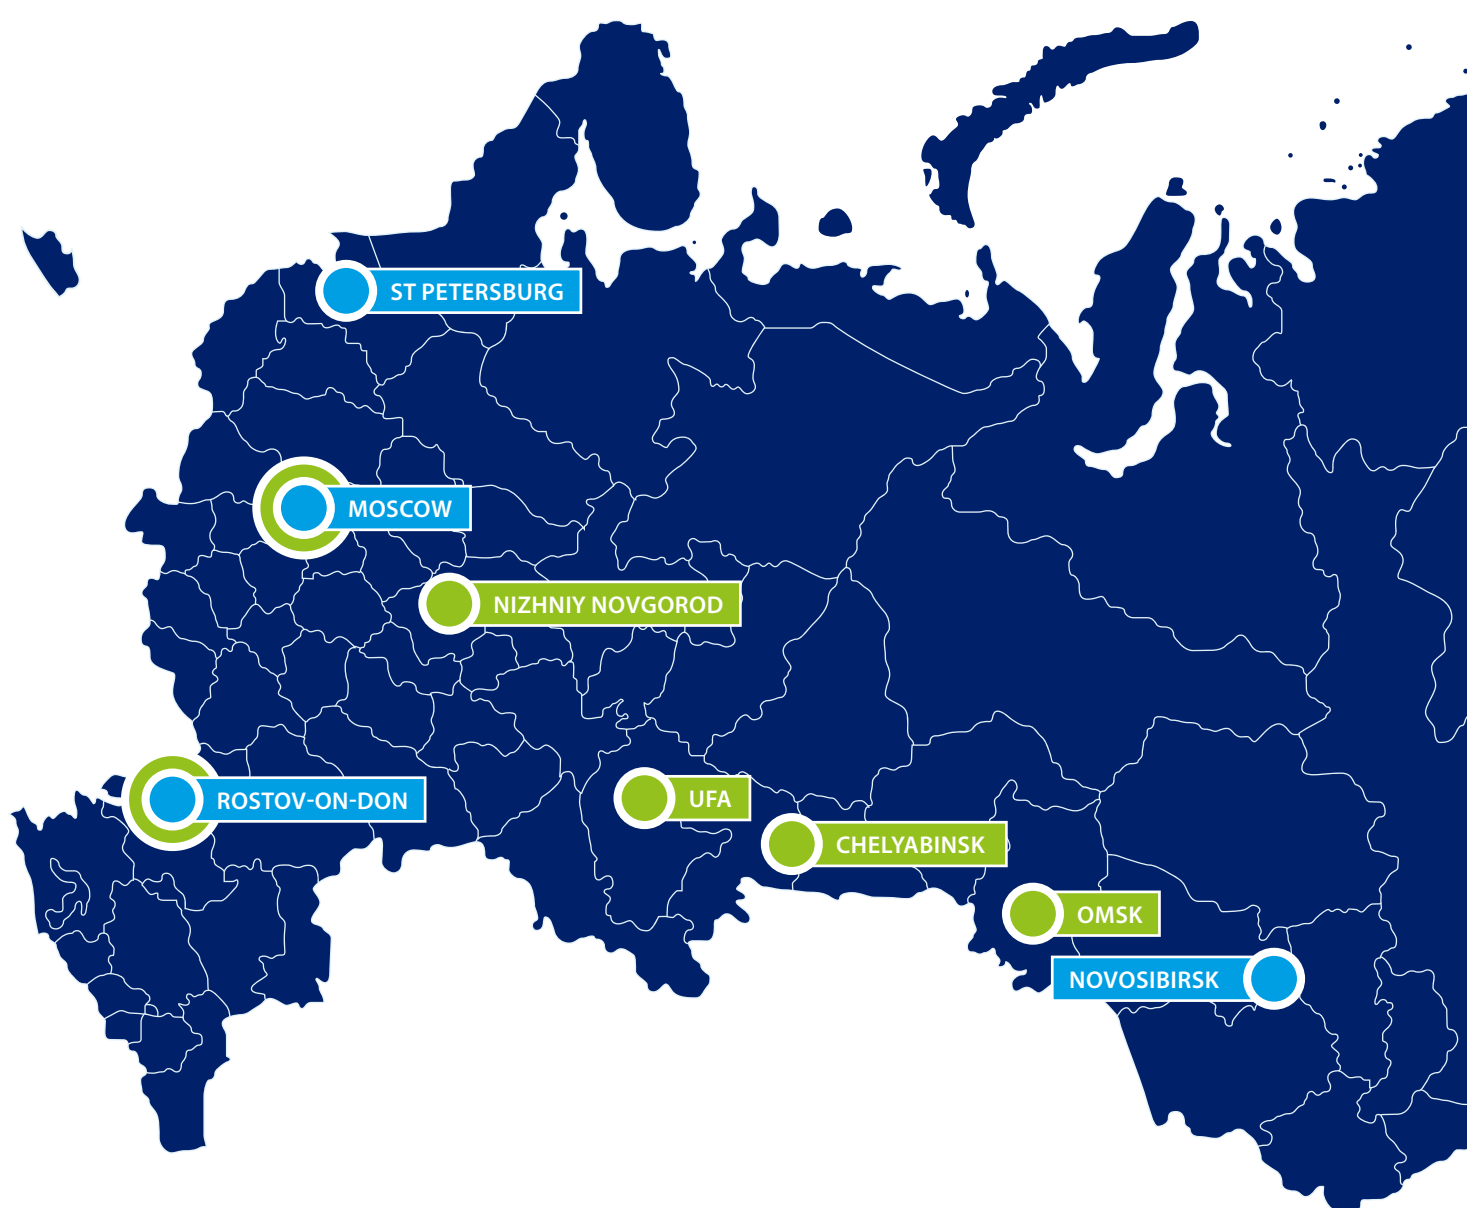 ST PETERSBURG
MOSCOW
NIZHNIY NOVGOROD
ROSTOV-ON-DON
UFA
CHELYABINSK
OMSK
NOVOSIBIRSK